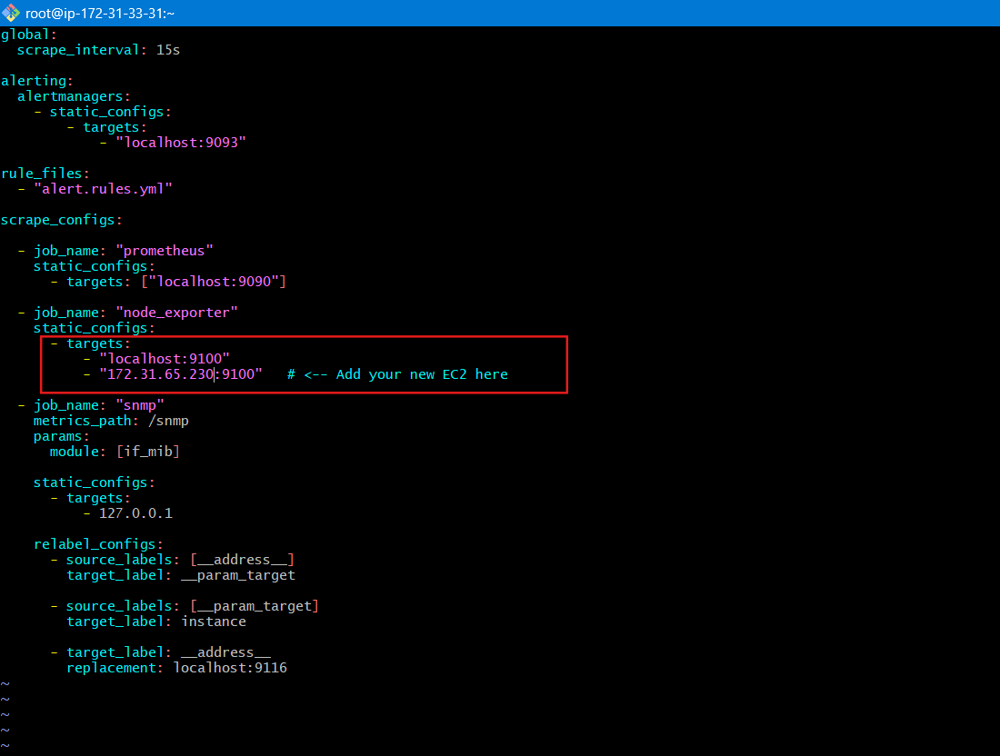 root@ip-172-31-33-31:~
global:
  scrape_interval: 15s

alerting:
  alertmanagers:
    - static_configs:
        - targets:
            - "localhost:9093"

rule_files:
  - "alert.rules.yml"

scrape_configs:

  - job_name: "prometheus"
    static_configs:
      - targets: ["localhost:9090"]

  - job_name: "node_exporter"
    static_configs:
      - targets:
          - "localhost:9100"
          - "172.31.65.230:9100"   # <-- Add your new EC2 here

  - job_name: "snmp"
    metrics_path: /snmp
    params:
      module: [if_mib]

    static_configs:
      - targets:
          - 127.0.0.1

    relabel_configs:
      - source_labels: [__address__]
        target_label: __param_target

      - source_labels: [__param_target]
        target_label: instance

      - target_label: __address__
        replacement: localhost:9116
~
~
~
~
~